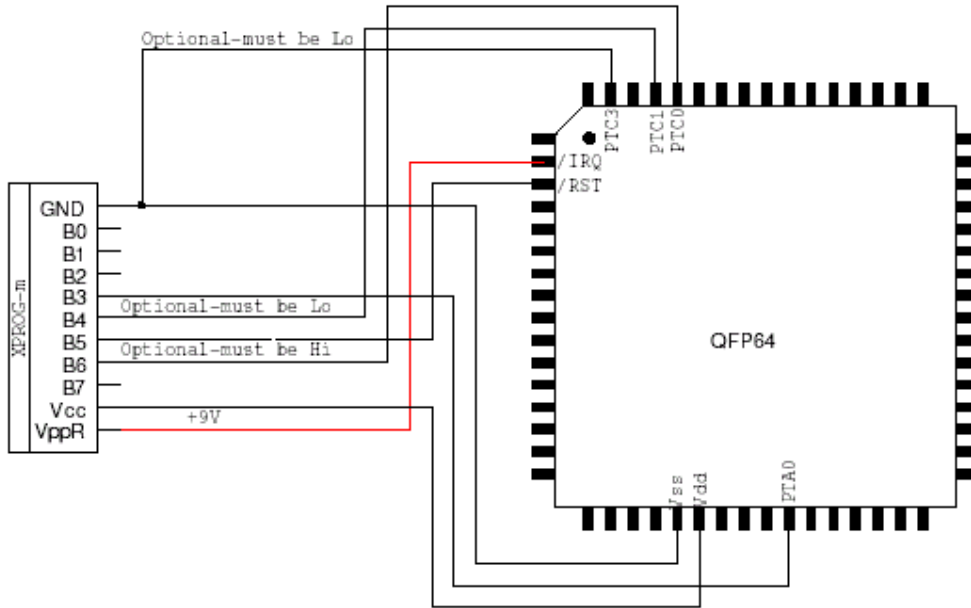 Optional-must be Lo
PTC3
PTC1
PTC0
/IRQ
/RST
XPROG-m
GND
B0
B1
B2
B3
Optional-must be Lo
B4
B5
Optional-must be Hi
B6
B7
Vcc
+9V
VppR
QFP64
Vss
Vdd
PTA0